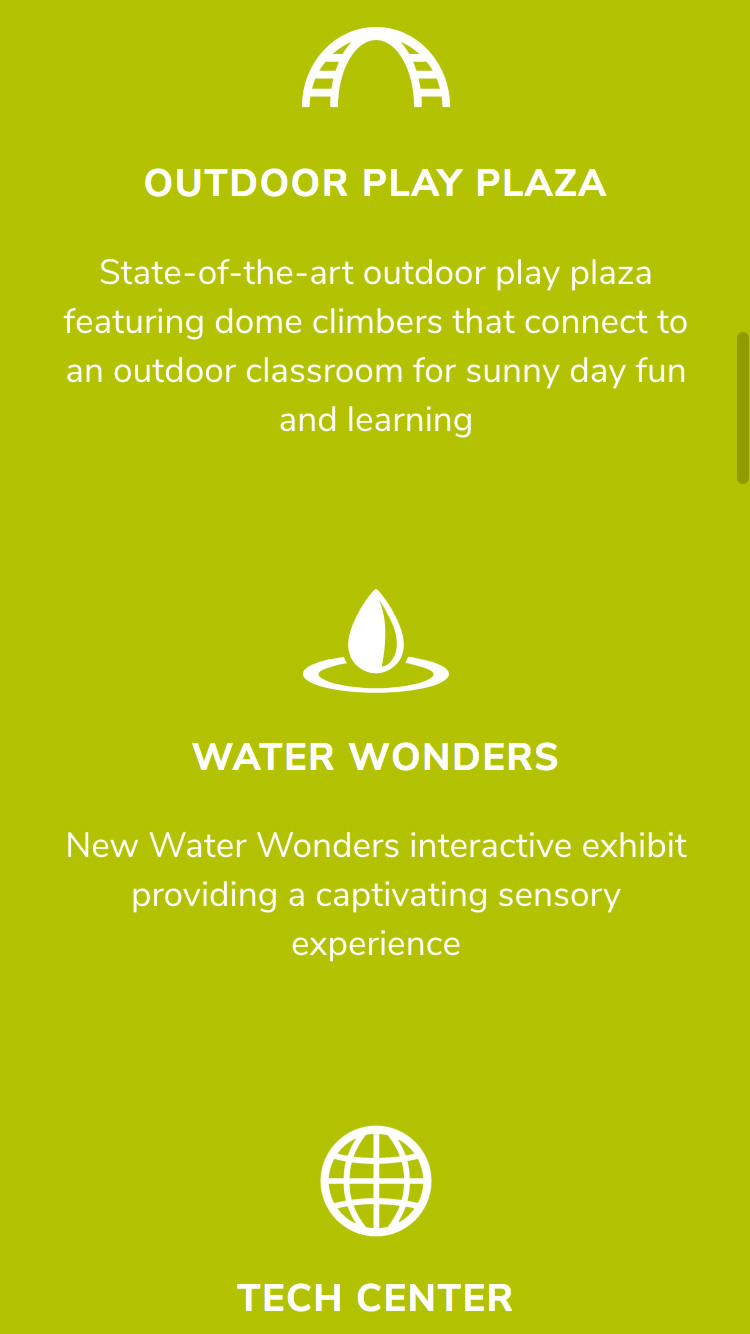 OUTDOOR PLAY PLAZA
State-of-the-art outdoor play plaza
featuring dome climbers that connect to
an outdoor classroom for sunny day fun
and learning
WATER WONDERS
New Water Wonders interactive exhibit
providing a captivating sensory
experience
TECH CENTER